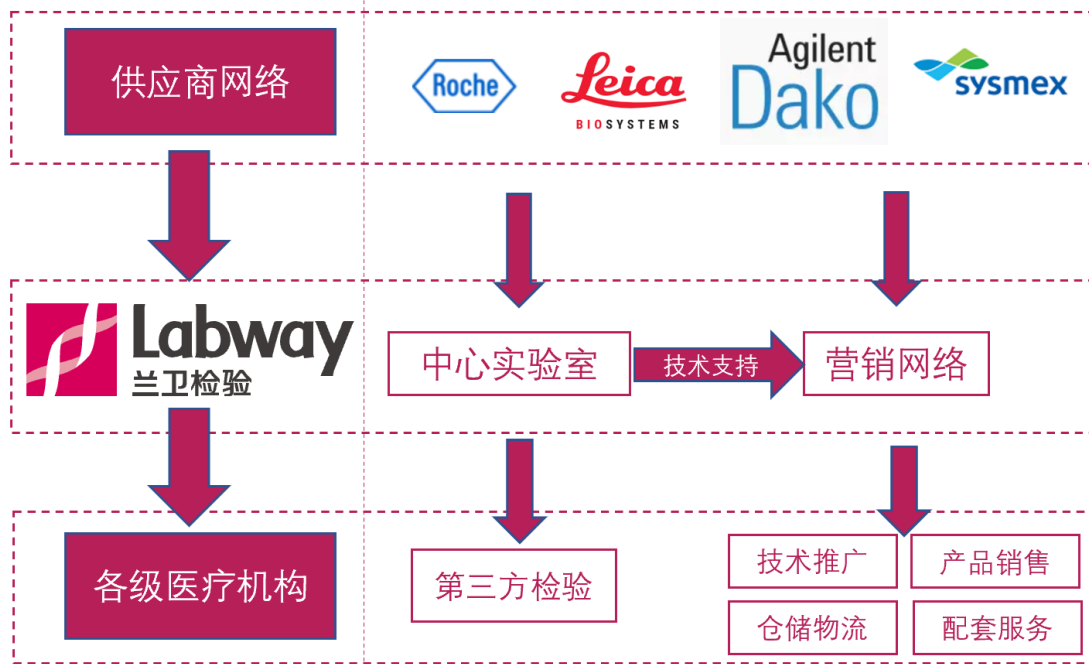 供应商网络
Roche
Leica
BIOSYSTEMS
Agilent
Dako
sysmex
Labway
兰卫检验
中心实验室
技术支持
营销网络
各级医疗机构
第三方检验
技术推广
产品销售
仓储物流
配套服务